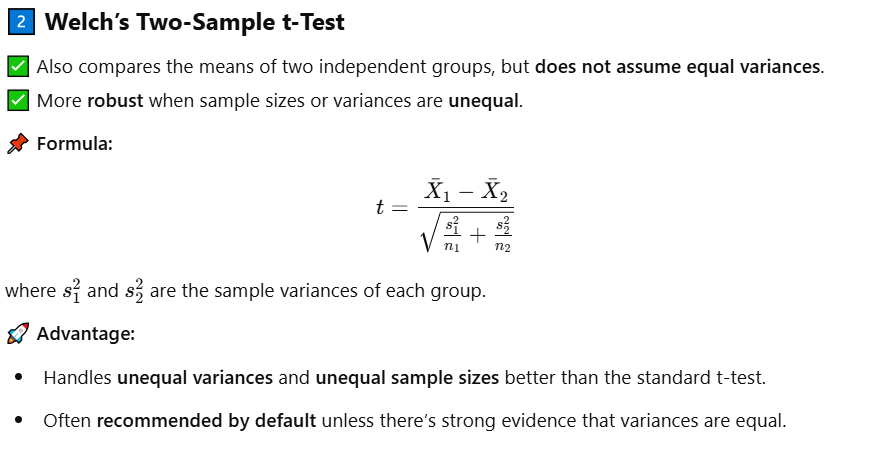 2 Welch's Two-Sample t-Test
✅ Also compares the means of two independent groups, but does not assume equal variances.
✅ More robust when sample sizes or variances are unequal.
📌 Formula:
t = \frac{\bar{X}_1 - \bar{X}_2}{\sqrt{\frac{s_1^2}{n_1} + \frac{s_2^2}{n_2}}}
where s_1^2 and s_2^2 are the sample variances of each group.
🚀 Advantage:
• Handles unequal variances and unequal sample sizes better than the standard t-test.
• Often recommended by default unless there's strong evidence that variances are equal.